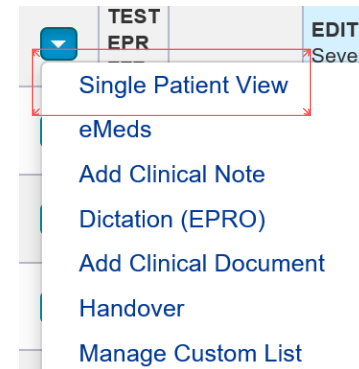 TEST
EPR
EDIT
Seve
Single Patient View
eMeds
Add Clinical Note
Dictation (EPRO)
Add Clinical Document
Handover
Manage Custom List